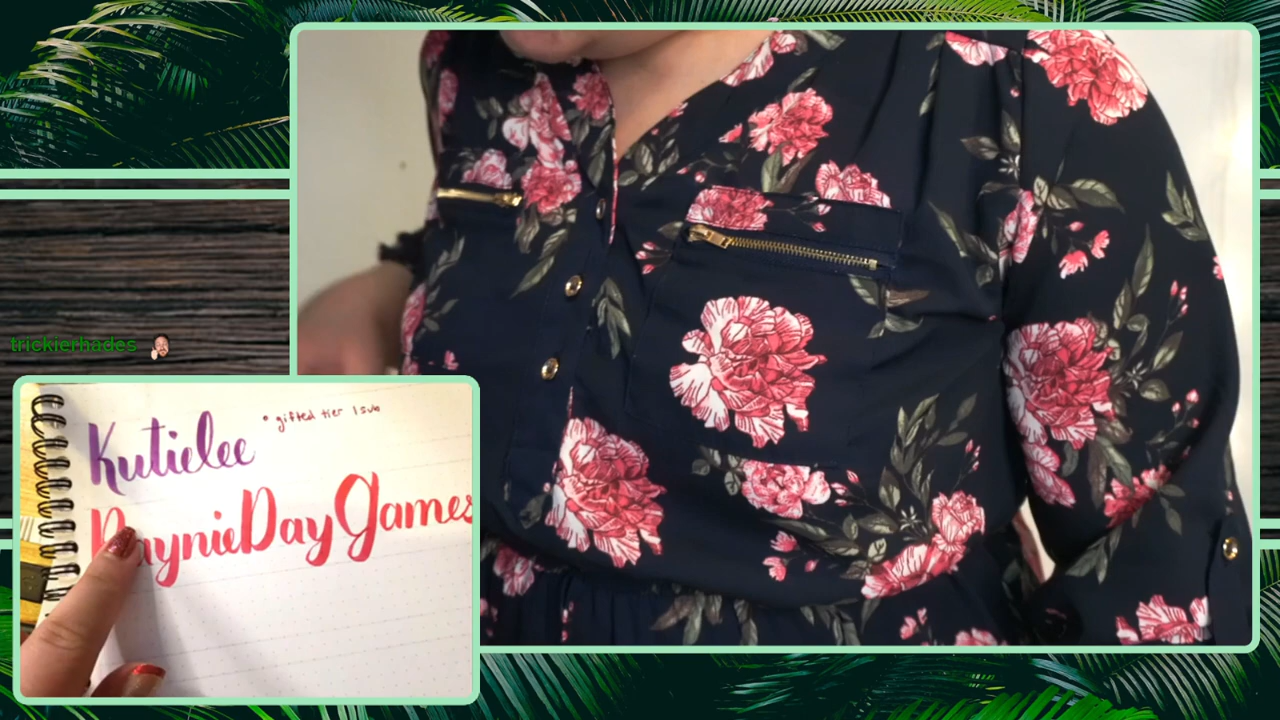 trickierhades
* gifted tier 1 sub
Kutielee
RaynieDayGames